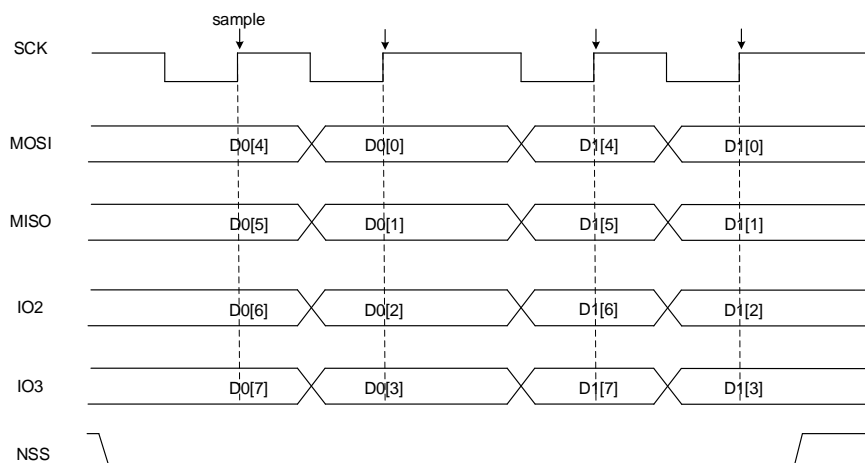 sample
SCK
MOSI D0[4] D0[0] D1[4] D1[0]
MISO D0[5] D0[1] D1[5] D1[1]
IO2 D0[6] D0[2] D1[6] D1[2]
IO3 D0[7] D0[3] D1[7] D1[3]
NSS